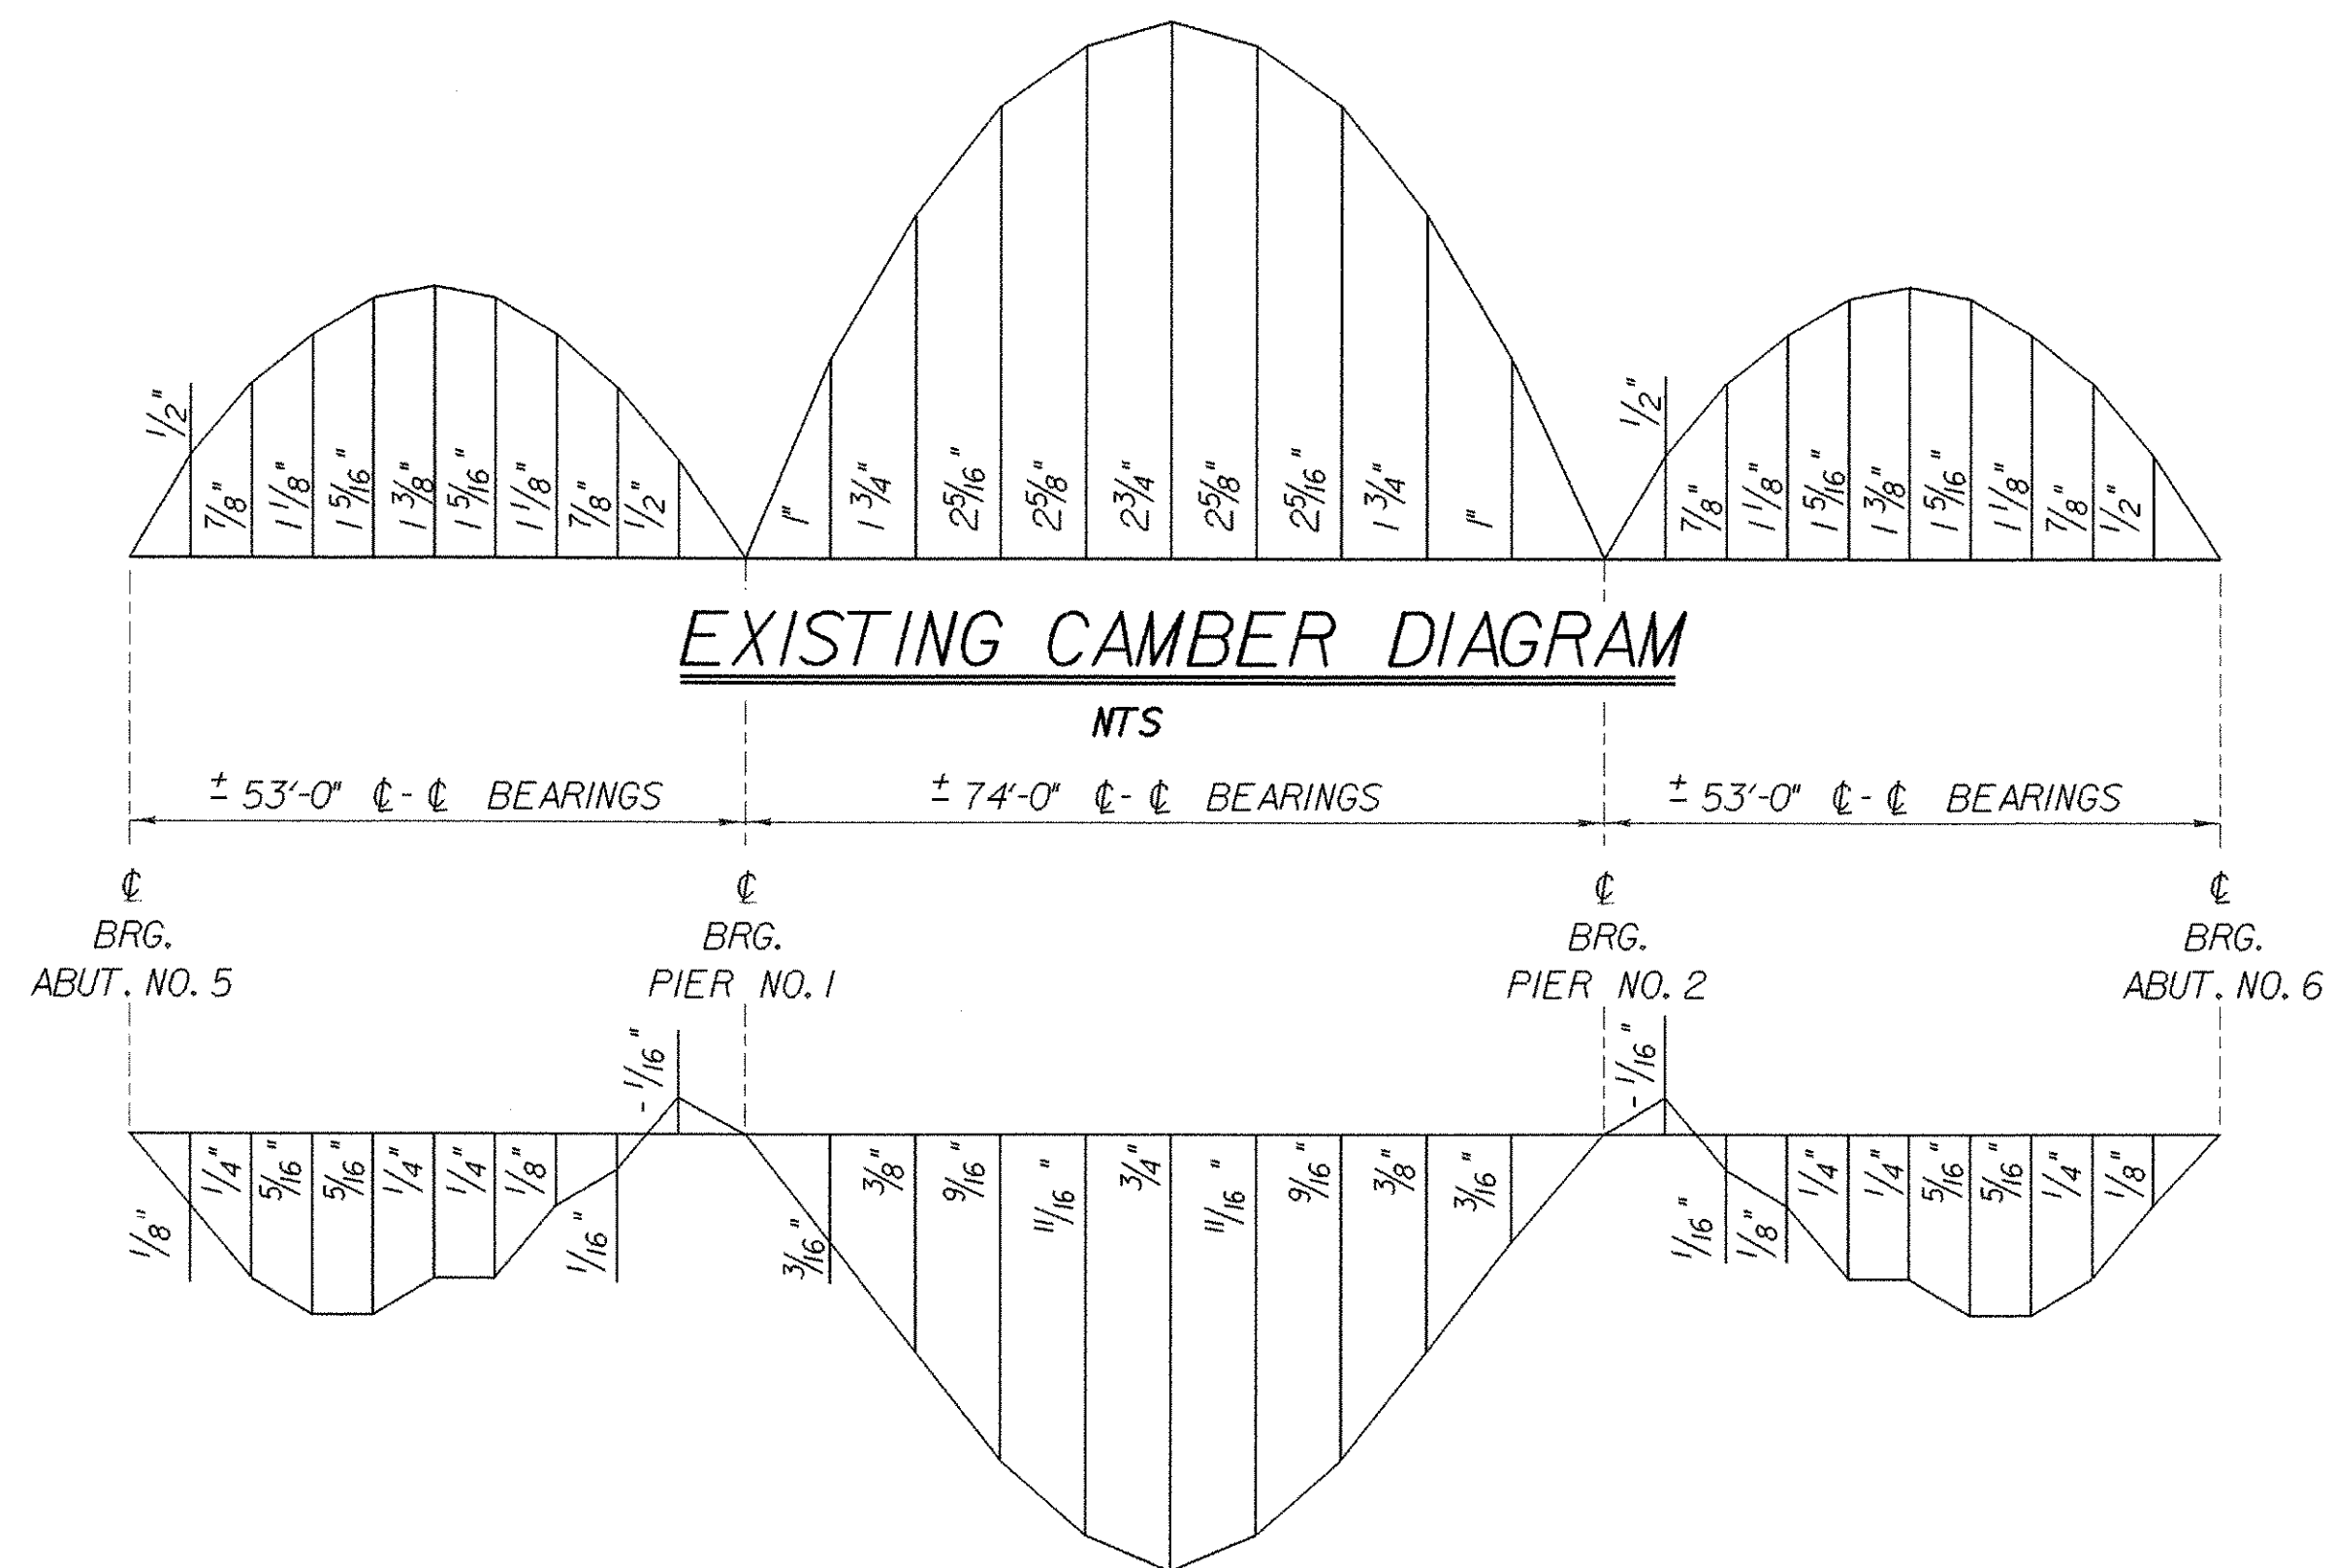 1/2" 7/8" 1 1/8" 1 5/16" 1 3/8" 1 5/16" 1 1/8" 7/8" 1/2" 1" 1 3/4" 2 5/16" 2 5/8" 2 3/4" 2 5/8" 2 5/16" 1 3/4" 1" 1/2" 7/8" 1 1/8" 1 5/16" 1 3/8" 1 5/16" 1 1/8" 7/8" 1/2"
EXISTING CAMBER DIAGRAM
NTS
± 53'-0" ℄-℄ BEARINGS ± 74'-0" ℄-℄ BEARINGS ± 53'-0" ℄-℄ BEARINGS
℄ ℄ ℄ ℄
BRG. BRG. BRG. BRG.
ABUT. NO. 5 PIER NO. 1 PIER NO. 2 ABUT. NO. 6
1/8" 1/4" 5/16" 5/16" 1/4" 1/4" 1/8" 1/16" -1/16" 3/16" 3/8" 9/16" 11/16" 3/4" 11/16" 9/16" 3/8" 3/16" -1/16" 1/16" 1/8" 1/4" 1/4" 5/16" 5/16" 1/4" 1/8"